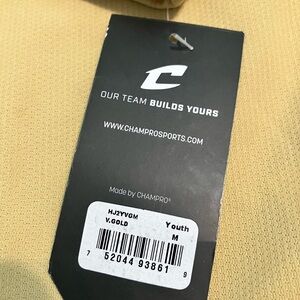 C
OUR TEAM BUILDS YOURS
WWW.CHAMPROSPORTS.COM
Made by CHAMPRO®
HJ2YVGM
V.GOLD
Youth
M
7 52044 93861 9